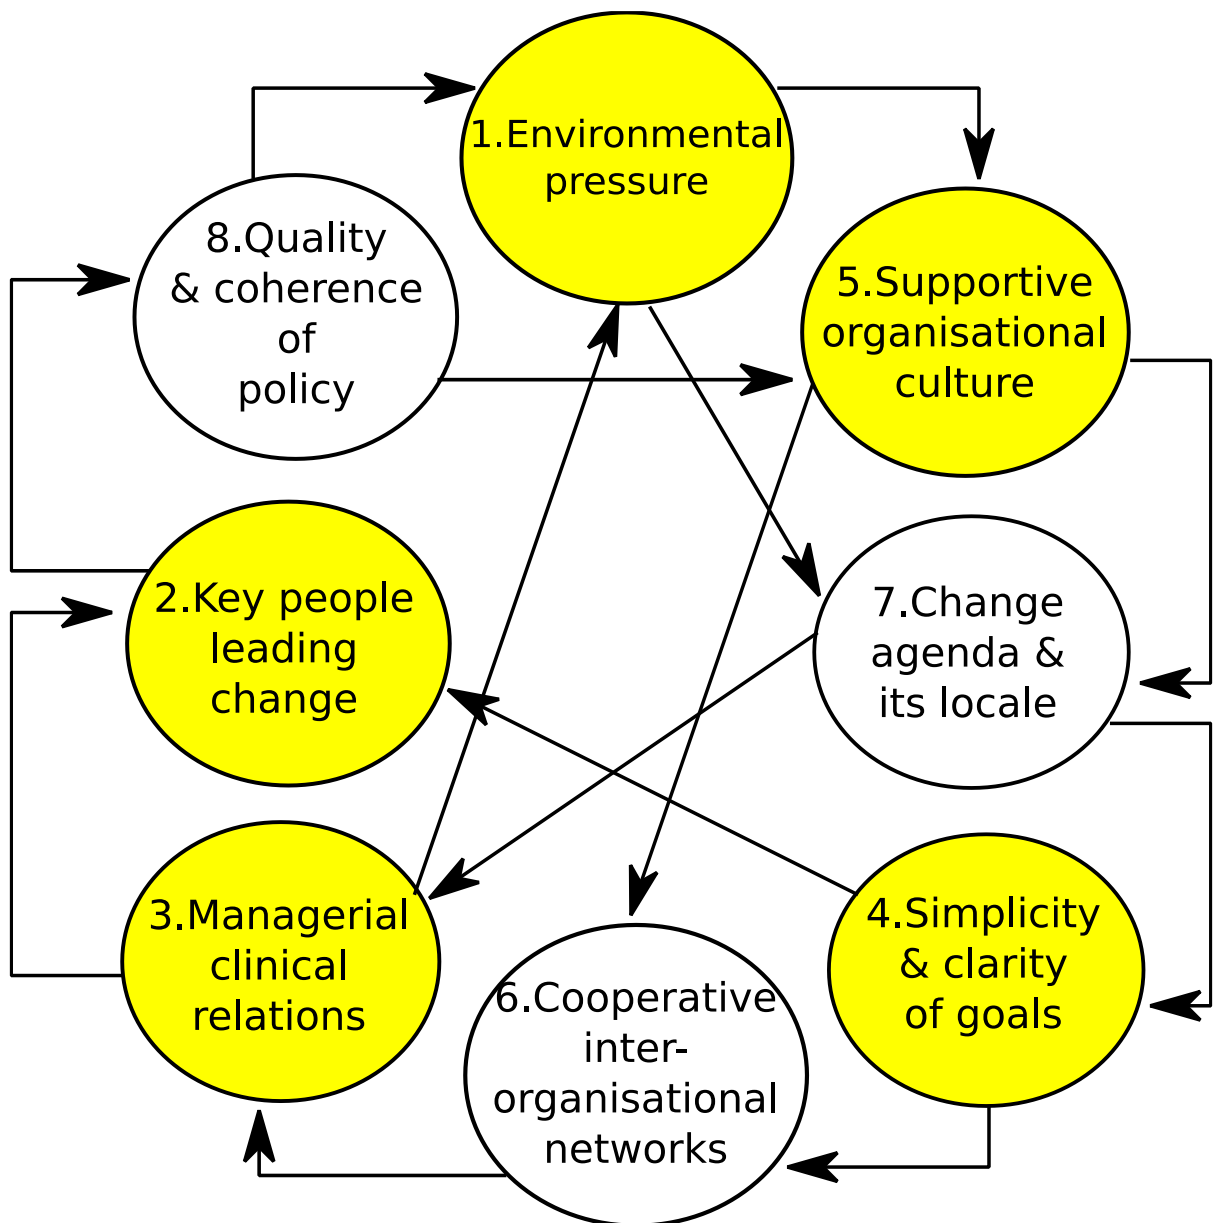 1.Environmental
pressure
8.Quality
& coherence
of
policy
5.Supportive
organisational
culture
2.Key people
leading
change
7.Change
agenda &
its locale
3.Managerial
clinical
relations
4.Simplicity
& clarity
of goals
6.Cooperative
inter-
organisational
networks